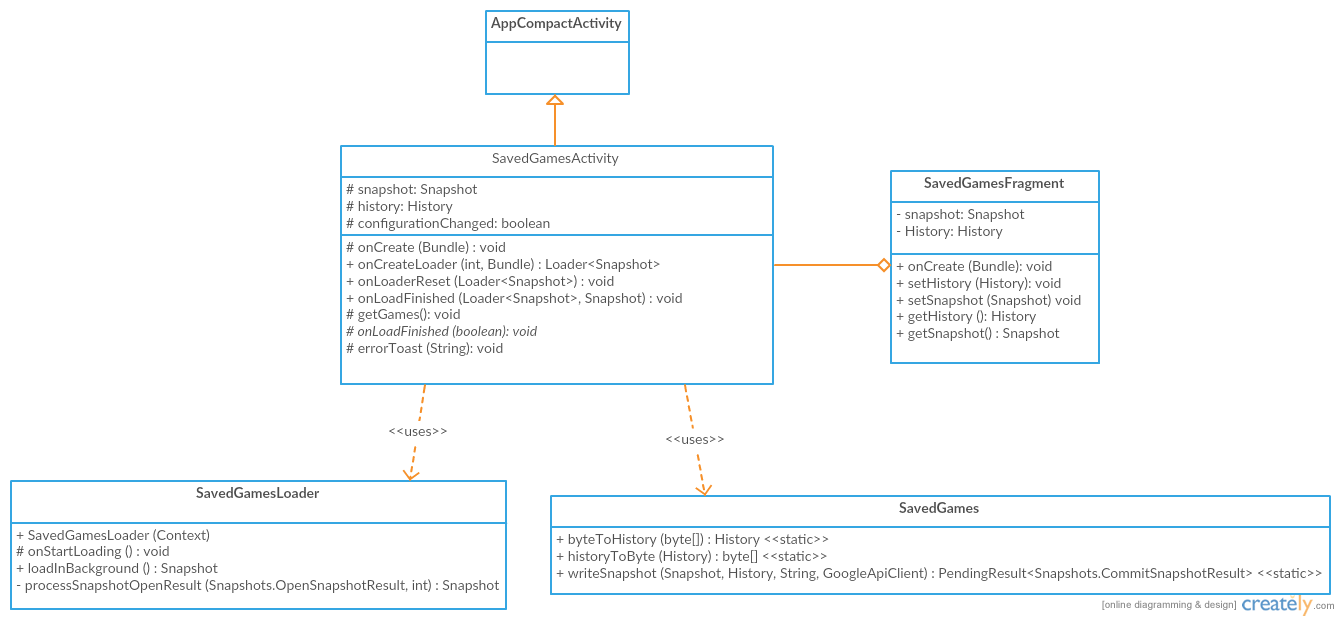 AppCompactActivity
SavedGamesActivity
# snapshot: Snapshot
# history: History
# configurationChanged: boolean
# onCreate (Bundle) : void
+ onCreateLoader (int, Bundle) : Loader<Snapshot>
+ onLoaderReset (Loader<Snapshot>) : void
+ onLoadFinished (Loader<Snapshot>, Snapshot) : void
# getGames(): void
# onLoadFinished (boolean): void
# errorToast (String): void
SavedGamesFragment
- snapshot: Snapshot
- History: History
+ onCreate (Bundle): void
+ setHistory (History): void
+ setSnapshot (Snapshot) void
+ getHistory (): History
+ getSnapshot() : Snapshot
<<uses>>
<<uses>>
SavedGamesLoader
+ SavedGamesLoader (Context)
# onStartLoading () : void
+ loadInBackground () : Snapshot
- processSnapshotOpenResult (Snapshots.OpenSnapshotResult, int) : Snapshot
SavedGames
+ byteToHistory (byte[]) : History <<static>>
+ historyToByte (History) : byte[] <<static>>
+ writeSnapshot (Snapshot, History, String, GoogleApiClient) : PendingResult<Snapshots.CommitSnapshotResult> <<static>>
[online diagramming & design] creately.com